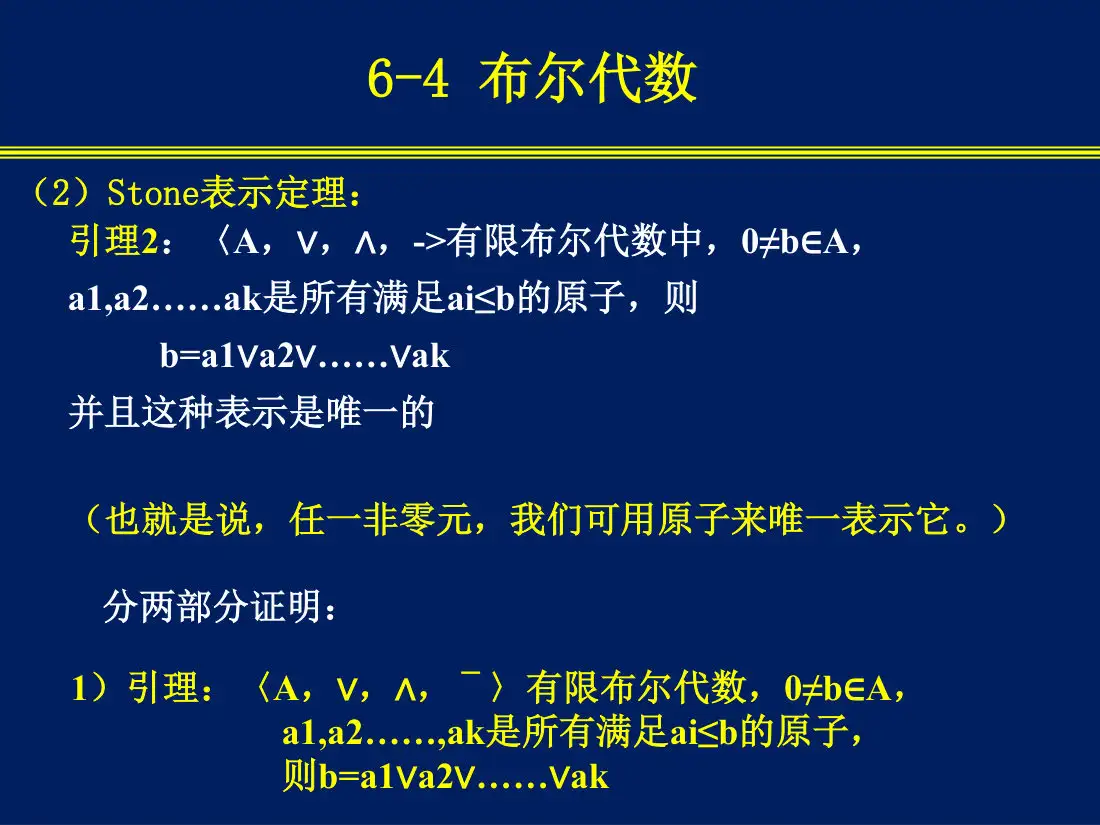 6-4 布尔代数
（2）Stone表示定理：
引理2：〈A，∨，∧，->有限布尔代数中，0≠b∈A，
a1,a2……ak是所有满足ai≤b的原子，则
b=a1∨a2∨……∨ak
并且这种表示是唯一的
（也就是说，任一非零元，我们可用原子来唯一表示它。）
分两部分证明：
1）引理：〈A，∨，∧，￣〉有限布尔代数，0≠b∈A，
a1,a2……,ak是所有满足ai≤b的原子，
则b=a1∨a2∨……∨ak